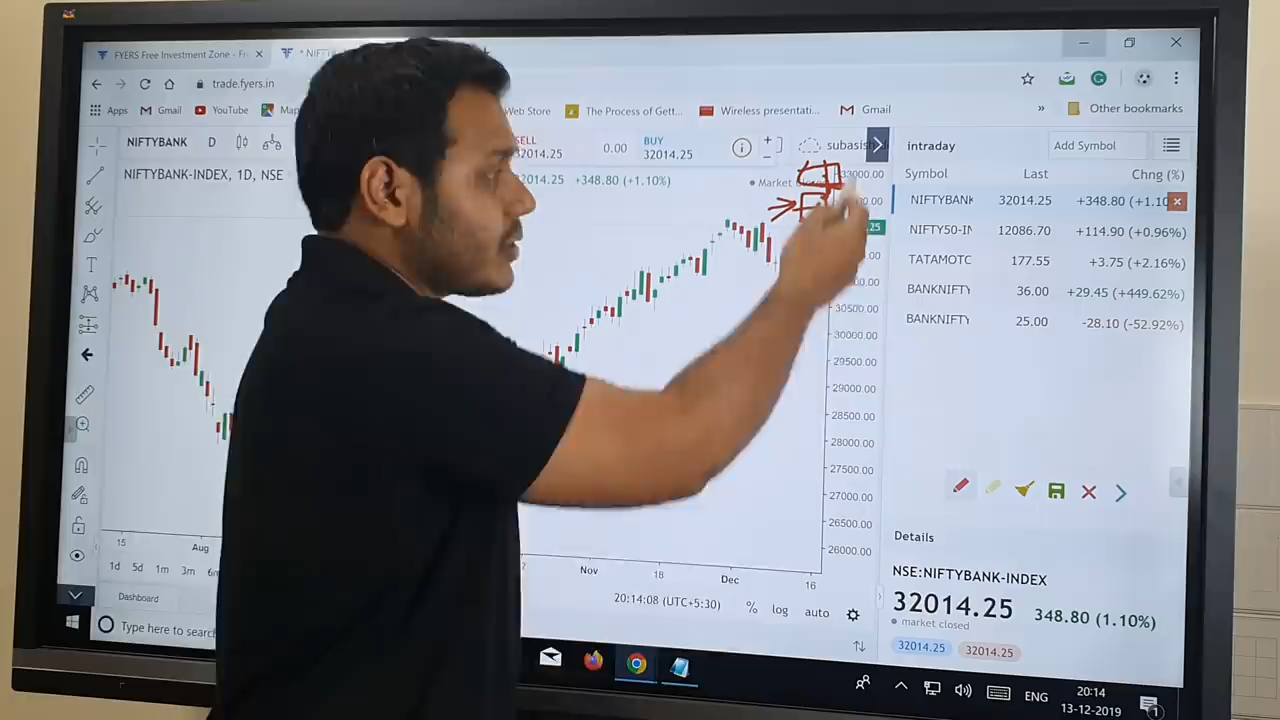 FYERS Free Investment Zone - Fr
* NIF
trade.fyers.in
Apps Gmail YouTube Web Store The Process of Gett... Wireless presentati... Gmail » Other bookmarks
NIFTYBANK D SELL 32014.25 0.00 BUY 32014.25
NIFTYBANK-INDEX, 1D, NSE +348.80 (+1.10%)
33000.00
30500.00
30000.00
29500.00
29000.00
28500.00
28000.00
27500.00
27000.00
26500.00
26000.00
15 Aug Nov 18 Dec 16
1d 5d 1m 3m
20:14:08 (UTC+5:30) % log auto
Dashboard
intraday Add Symbol
Symbol Last Chng (%)
NIFTYBANK 32014.25 +348.80 (+1.10
NIFTY50-IN 12086.70 +114.90 (+0.96%)
TATAMOTC 177.55 +3.75 (+2.16%)
BANKNIFTY 36.00 +29.45 (+449.62%)
BANKNIFTY 25.00 -28.10 (-52.92%)
Details
NSE:NIFTYBANK-INDEX
32014.25 348.80 (1.10%)
market closed
32014.25 32014.25
Type here to search
ENG
20:14
13-12-2019